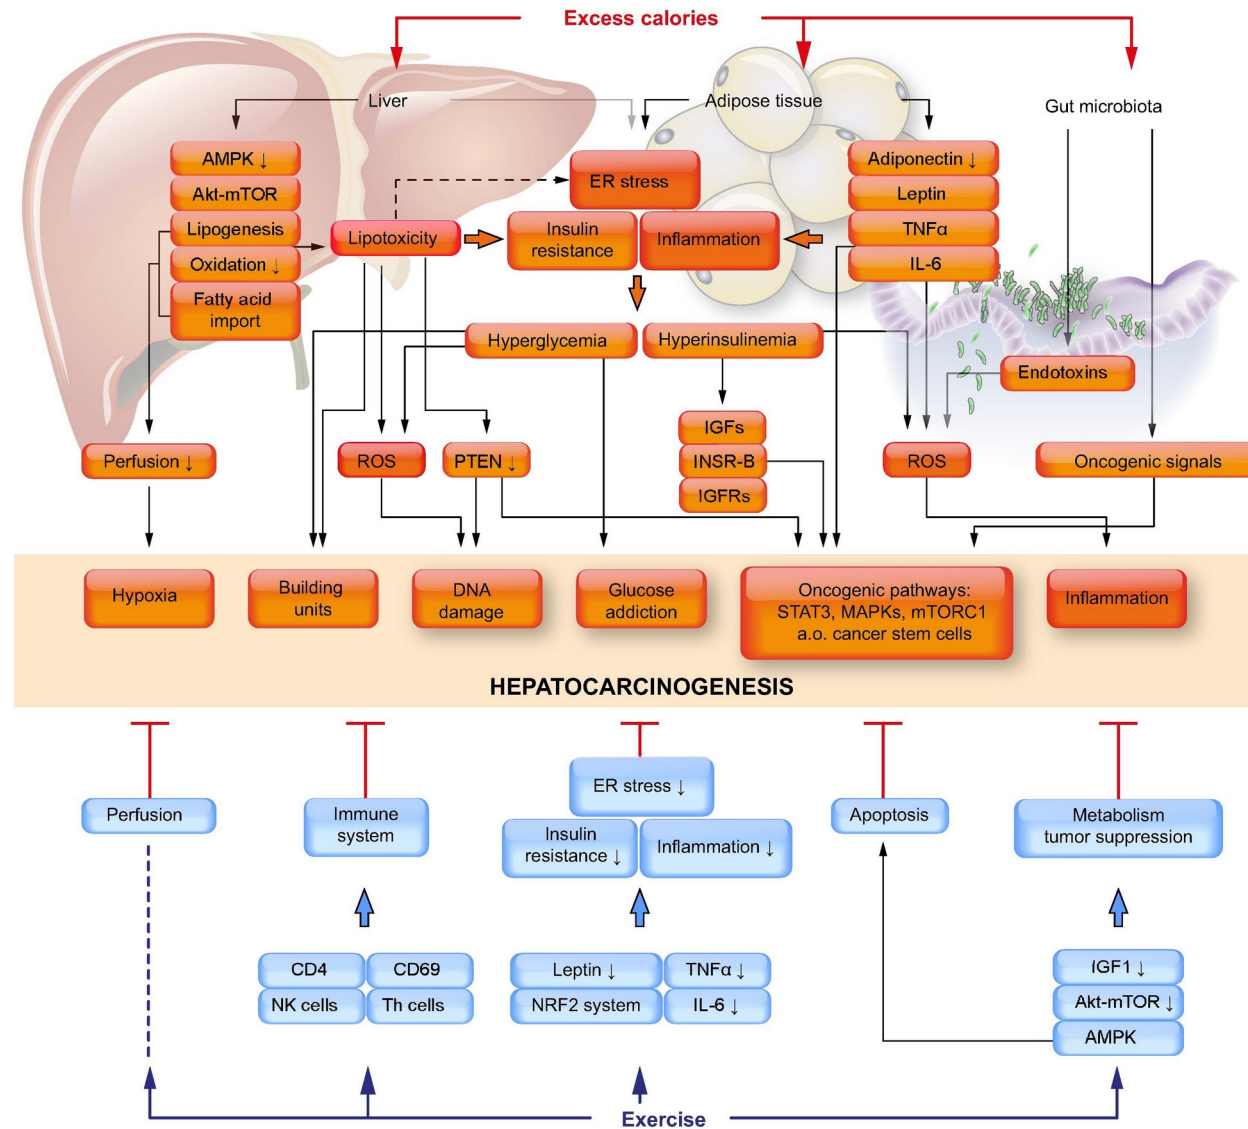 Excess calories
Liver
Adipose tissue
Gut microbiota
AMPK ↓
Akt-mTOR
Lipogenesis
Oxidation ↓
Fatty acid
import
Lipotoxicity
ER stress
Insulin
resistance
Inflammation
Adiponectin ↓
Leptin
TNFα
IL-6
Hyperglycemia
Hyperinsulinemia
Endotoxins
Perfusion ↓
ROS
PTEN ↓
IGFs
INSR-B
IGFRs
ROS
Oncogenic signals
Hypoxia
Building
units
DNA
damage
Glucose
addiction
Oncogenic pathways:
STAT3, MAPKs, mTORC1
a.o. cancer stem cells
Inflammation
HEPATOCARCINOGENESIS
Perfusion
Immune
system
ER stress ↓
Insulin
resistance ↓
Inflammation ↓
Apoptosis
Metabolism
tumor suppression
CD4
CD69
NK cells
Th cells
Leptin ↓
TNFα ↓
NRF2 system
IL-6 ↓
IGF1 ↓
Akt-mTOR ↓
AMPK
Exercise